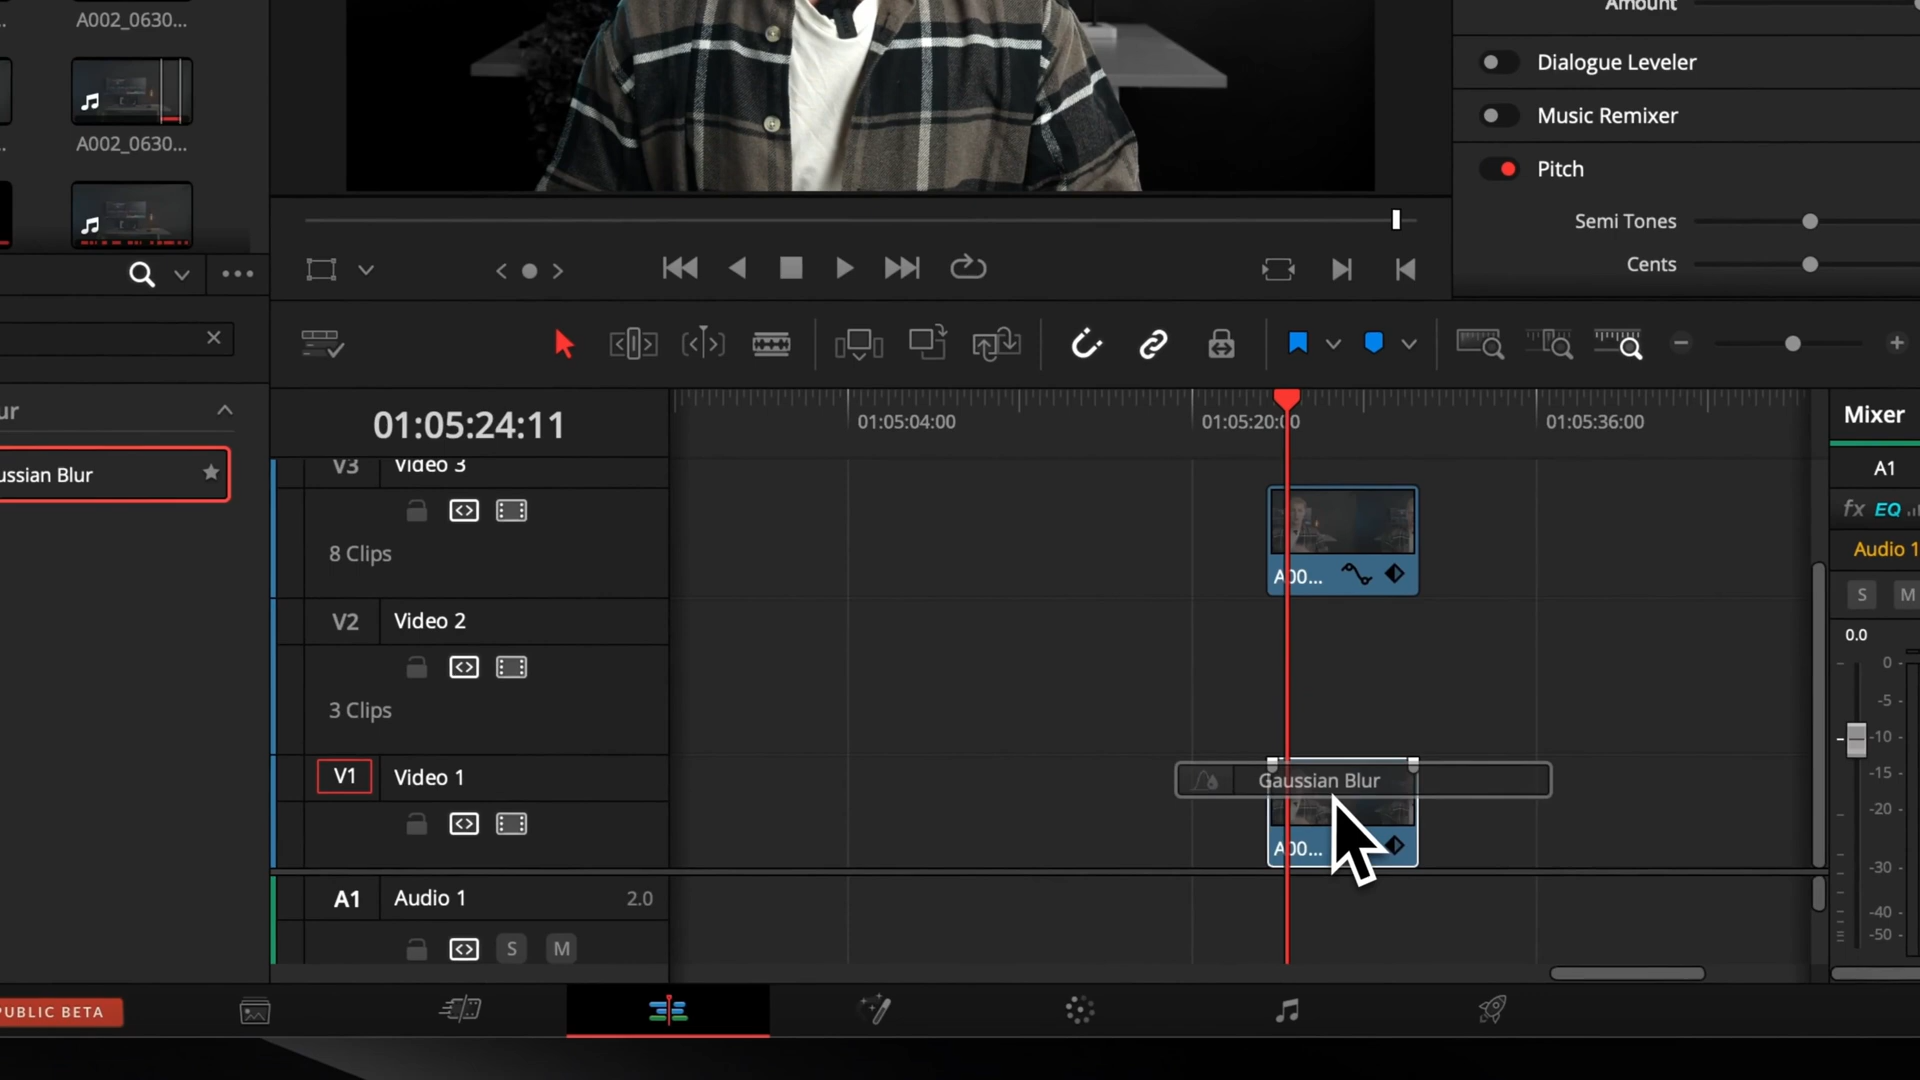 A002_0630...
A002_0630...
Amount
Dialogue Leveler
Music Remixer
Pitch
Semi Tones
Cents
ur
ussian Blur
01:05:24:11
01:05:04:00
01:05:20:00
01:05:36:00
Mixer
A1
fx EQ
Audio 1
S M
0.0
0
-5
-10
-15
-20
-30
-40
-50
V3 Video 3
8 Clips
A00...
V2 Video 2
3 Clips
V1 Video 1
Gaussian Blur
A00...
A1 Audio 1 2.0
S M
PUBLIC BETA